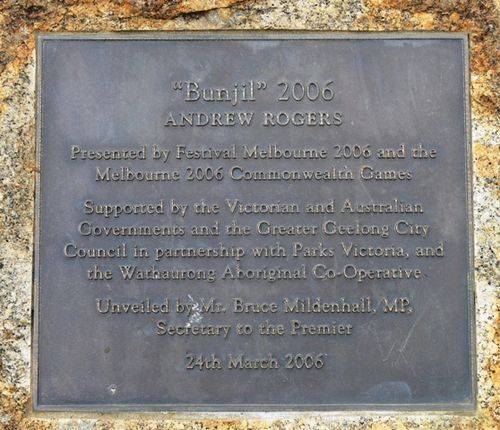 "Bunjil" 2006
ANDREW ROGERS
Presented by Festival Melbourne 2006 and the
Melbourne 2006 Commonwealth Games
Supported by the Victorian and Australian
Governments and the Greater Geelong City
Council in partnership with Parks Victoria, and
the Wathaurong Aboriginal Co-Operative
Unveiled by Mr. Bruce Mildenhall, MP,
Secretary to the Premier
24th March 2006